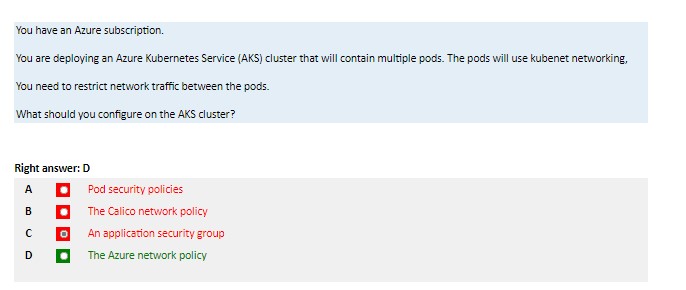 You have an Azure subscription.
You are deploying an Azure Kubernetes Service (AKS) cluster that will contain multiple pods. The pods will use kubenet networking,
You need to restrict network traffic between the pods.
What should you configure on the AKS cluster?
Right answer: D
A Pod security policies
B The Calico network policy
C An application security group
D The Azure network policy